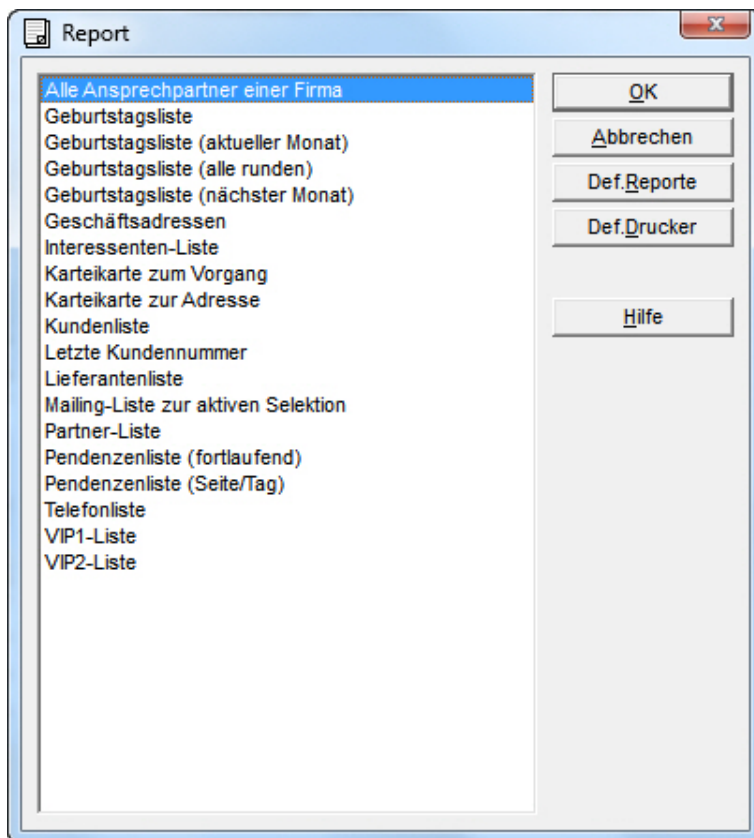 Report
Alle Ansprechpartner einer Firma
Geburtstagsliste
Geburtstagsliste (aktueller Monat)
Geburtstagsliste (alle runden)
Geburtstagsliste (nächster Monat)
Geschäftsadressen
Interessenten-Liste
Karteikarte zum Vorgang
Karteikarte zur Adresse
Kundenliste
Letzte Kundennummer
Lieferantenliste
Mailing-Liste zur aktiven Selektion
Partner-Liste
Pendenzenliste (fortlaufend)
Pendenzenliste (Seite/Tag)
Telefonliste
VIP1-Liste
VIP2-Liste
OK
Abbrechen
Def.Reporte
Def.Drucker
Hilfe